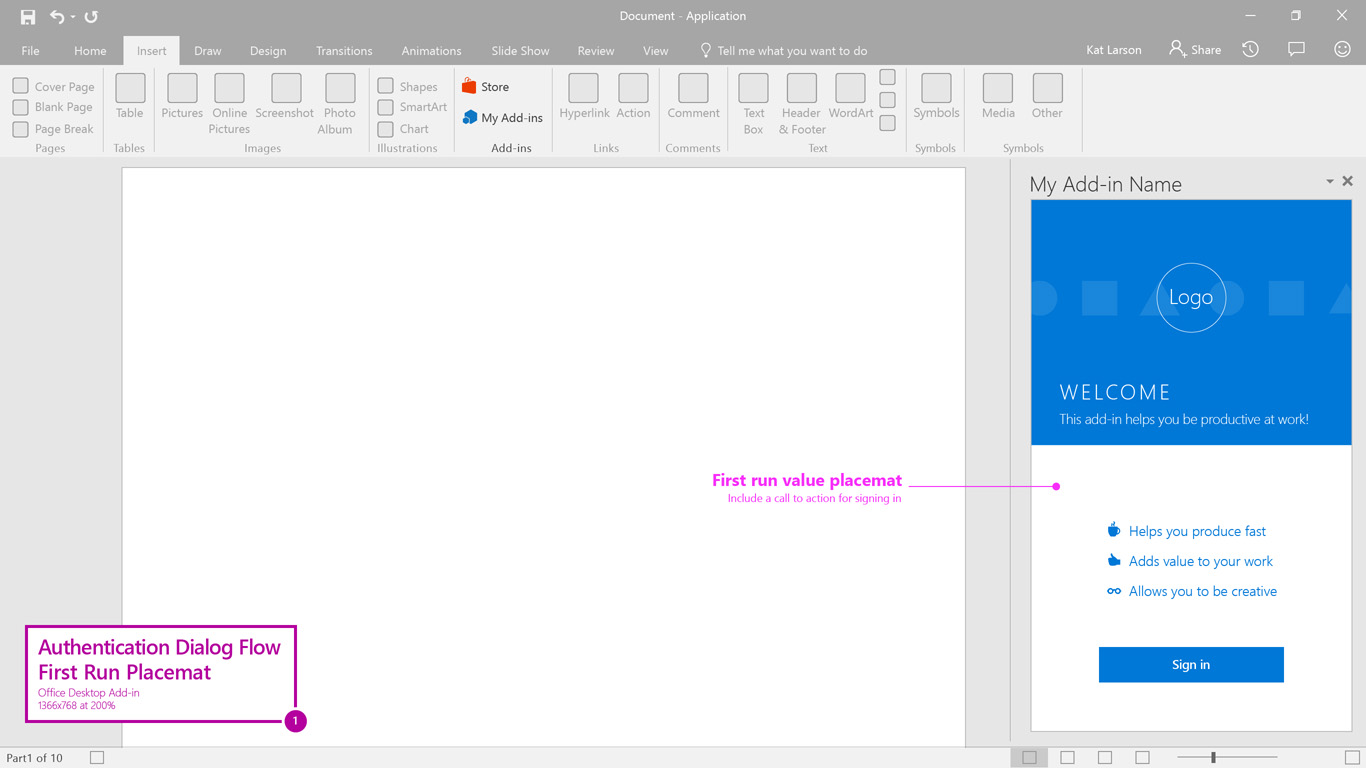 Document - Application
File Home Insert Draw Design Transitions Animations Slide Show Review View Tell me what you want to do Kat Larson Share
Cover Page
Blank Page
Page Break
Pages
Table
Tables
Pictures
Online
Pictures
Screenshot
Photo
Album
Images
Shapes
SmartArt
Chart
Illustrations
Store
My Add-ins
Add-ins
Hyperlink
Action
Links
Comment
Comments
Text
Box
Header
& Footer
WordArt
Text
Symbols
Symbols
Media
Other
Symbols
My Add-in Name
Logo
WELCOME
This add-in helps you be productive at work!
First run value placemat
Include a call to action for signing in
Helps you produce fast
Adds value to your work
Allows you to be creative
Sign in
Authentication Dialog Flow
First Run Placemat
Office Desktop Add-in
1366x768 at 200%
1
Part1 of 10